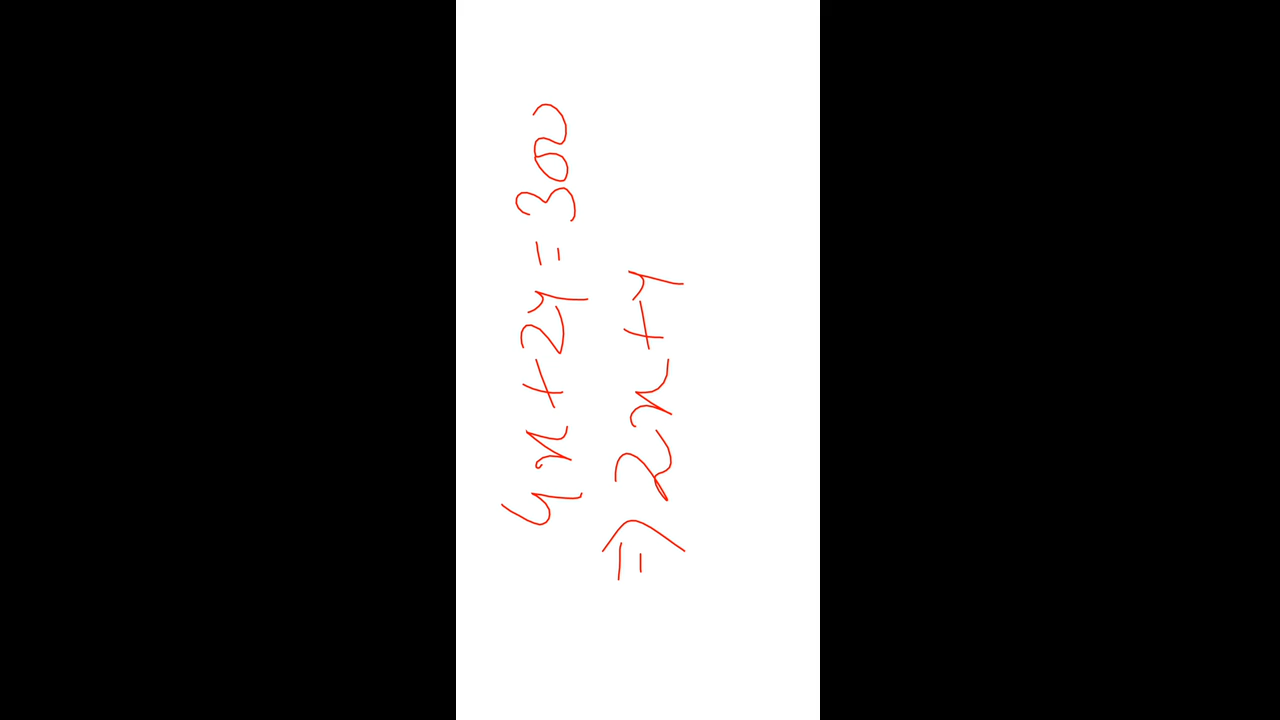 4x + 2y = 300
⇒ 2x + y